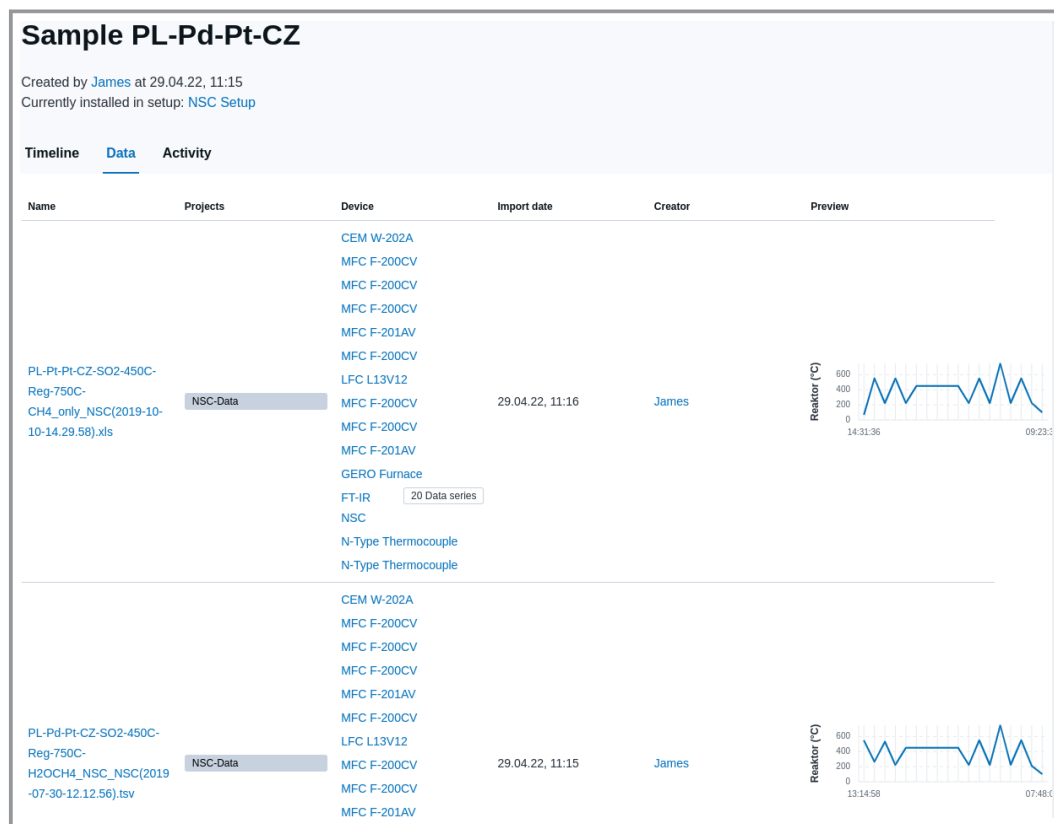 Sample PL-Pd-Pt-CZ
Created by James at 29.04.22, 11:15
Currently installed in setup: NSC Setup
Timeline Data Activity
Name Projects Device Import date Creator Preview
PL-Pt-Pt-CZ-SO2-450C-
Reg-750C-
CH4_only_NSC(2019-10-
10-14.29.58).xls
NSC-Data
CEM W-202A
MFC F-200CV
MFC F-200CV
MFC F-200CV
MFC F-201AV
MFC F-200CV
LFC L13V12
MFC F-200CV
MFC F-200CV
MFC F-201AV
GERO Furnace
FT-IR 20 Data series
NSC
N-Type Thermocouple
N-Type Thermocouple
29.04.22, 11:16
James
Reaktor (°C)
600
400
200
0
14:31:36 09:23:3
PL-Pd-Pt-CZ-SO2-450C-
Reg-750C-
H2OCH4_NSC_NSC(2019
-07-30-12.12.56).tsv
NSC-Data
CEM W-202A
MFC F-200CV
MFC F-200CV
MFC F-200CV
MFC F-201AV
MFC F-200CV
LFC L13V12
MFC F-200CV
MFC F-200CV
MFC F-201AV
29.04.22, 11:15
James
Reaktor (°C)
600
400
200
0
13:14:58 07:48:0